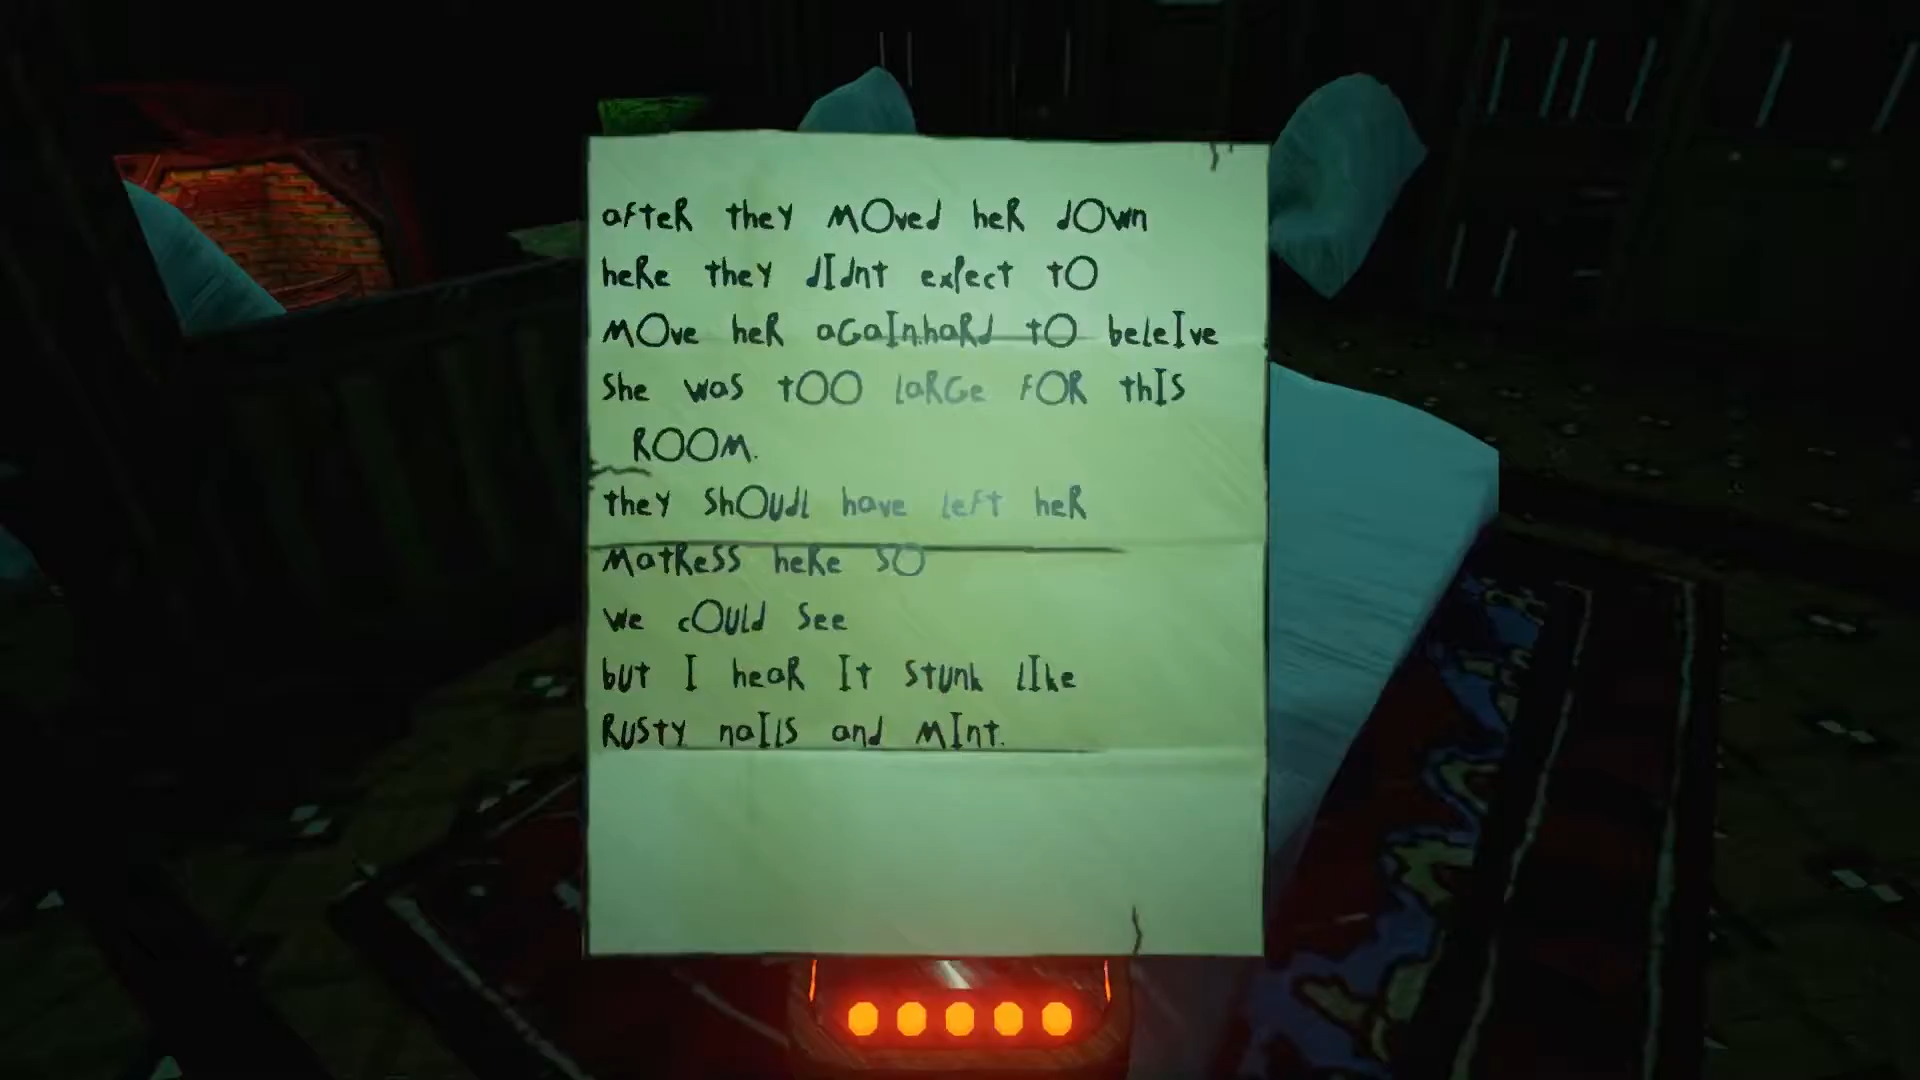 after they moved her down
here they didnt expect to
move her again.hard to beleive
She was too large for this
room.
they shoudl have left her
matress here so
we could see
but I hear It stunk like
Rusty nails and mint.